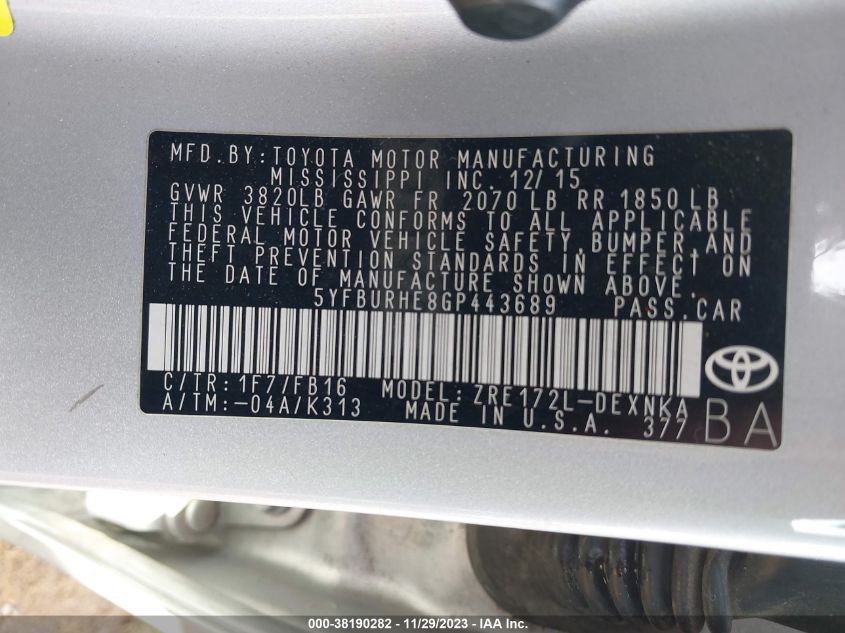 MFD.BY:TOYOTA MOTOR MANUFACTURING
MISSISSIPPI INC. 12/15
GVWR 3820LB GAWR FR 2070 LB RR 1850 LB
THIS VEHICLE CONFORMS TO ALL APPLICABLE
FEDERAL MOTOR VEHICLE SAFETY, BUMPER, AND
THEFT PREVENTION STANDARDS IN EFFECT ON
THE DATE OF MANUFACTURE SHOWN ABOVE.
5YFBURHE8GP443689 PASS.CAR
C/TR:1F7/FB16 MODEL:ZRE172L-DEXNKA
A/TM:-04A/K313 MADE IN U.S.A. 377 BA
000-38190282 - 11/29/2023 - IAA Inc.